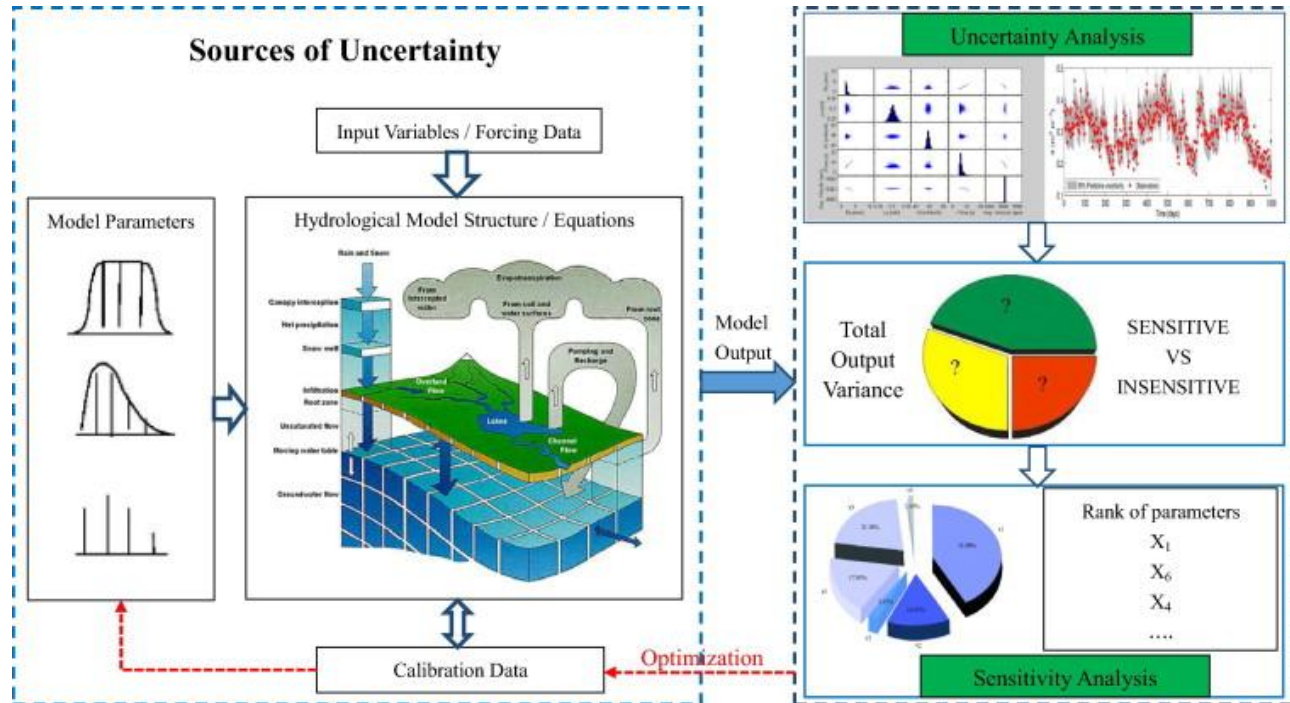 Sources of Uncertainty
Input Variables / Forcing Data
Model Parameters
Hydrological Model Structure / Equations
Rain and Snow
Canopy interception
Net precipitation
Snow melt
Infiltration
Root zone
Unsaturated flow
Moving water table
Groundwater flow
Evapotranspiration
From
intercepted
water
From soil and
water surfaces
From root
zone
Pumping and
Recharge
Overland
Flow
Lakes
Channel
Flow
Calibration Data
Optimization
Model
Output
Uncertainty Analysis
Time (days)
Total
Output
Variance
?
?
?
SENSITIVE
VS
INSENSITIVE
Rank of parameters
X1
X6
X4
....
Sensitivity Analysis